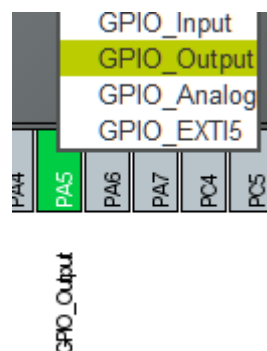 GPIO_Input
GPIO_Output
GPIO_Analog
GPIO_EXTI5
PA4
PA5
PA6
PA7
PC4
PC5
GPIO_Output